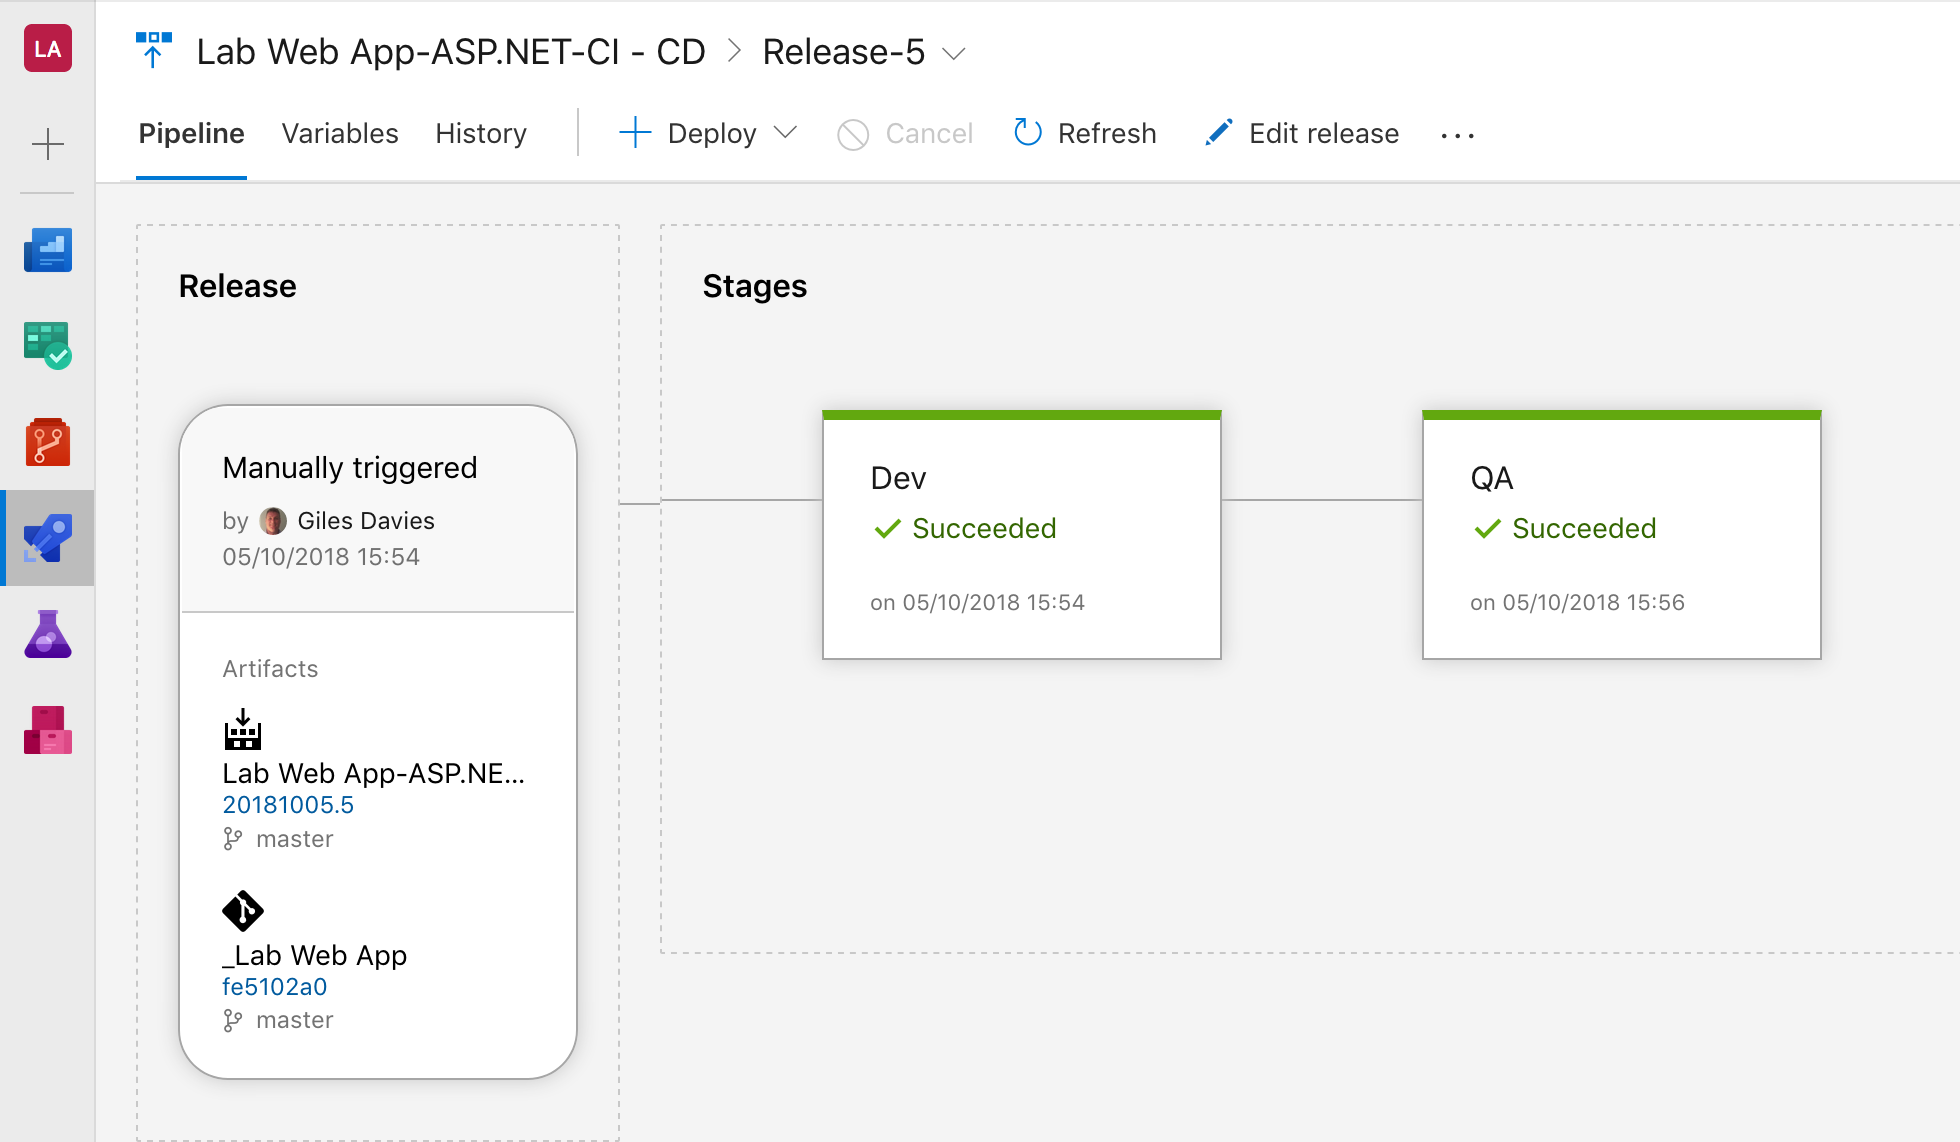 LA
Lab Web App-ASP.NET-CI - CD > Release-5
Pipeline Variables History Deploy Cancel Refresh Edit release ...
Release
Stages
Manually triggered
by Giles Davies
05/10/2018 15:54
Artifacts
Lab Web App-ASP.NE...
20181005.5
master
_Lab Web App
fe5102a0
master
Dev
Succeeded
on 05/10/2018 15:54
QA
Succeeded
on 05/10/2018 15:56